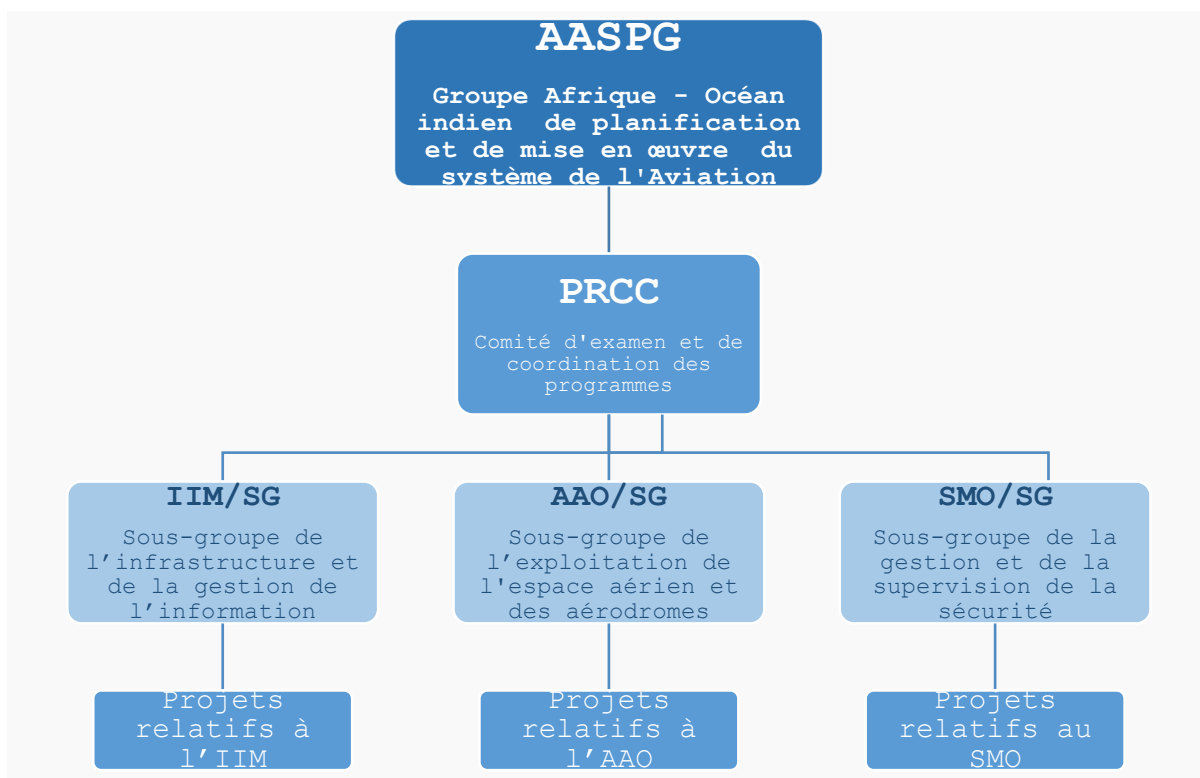 AASPG
Groupe Afrique - Océan
indien de planification
et de mise en œuvre du
système de l'Aviation
PRCC
Comité d'examen et de
coordination des
programmes
IIM/SG
Sous-groupe de
l’infrastructure et
de la gestion de
l’information
AAO/SG
Sous-groupe de
l’exploitation de
l'espace aérien et
des aérodromes
SMO/SG
Sous-groupe de la
gestion et de la
supervision de la
sécurité
Projets
relatifs à
l’IIM
Projets
relatifs à
l’AAO
Projets
relatifs au
SMO